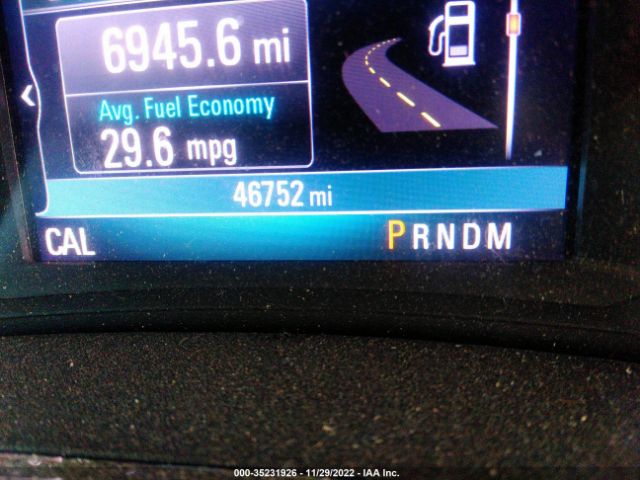 6945.6 mi
Avg. Fuel Economy
29.6 mpg
46752 mi
CAL
PRNDM
000-35231926 - 11/29/2022 - IAA Inc.